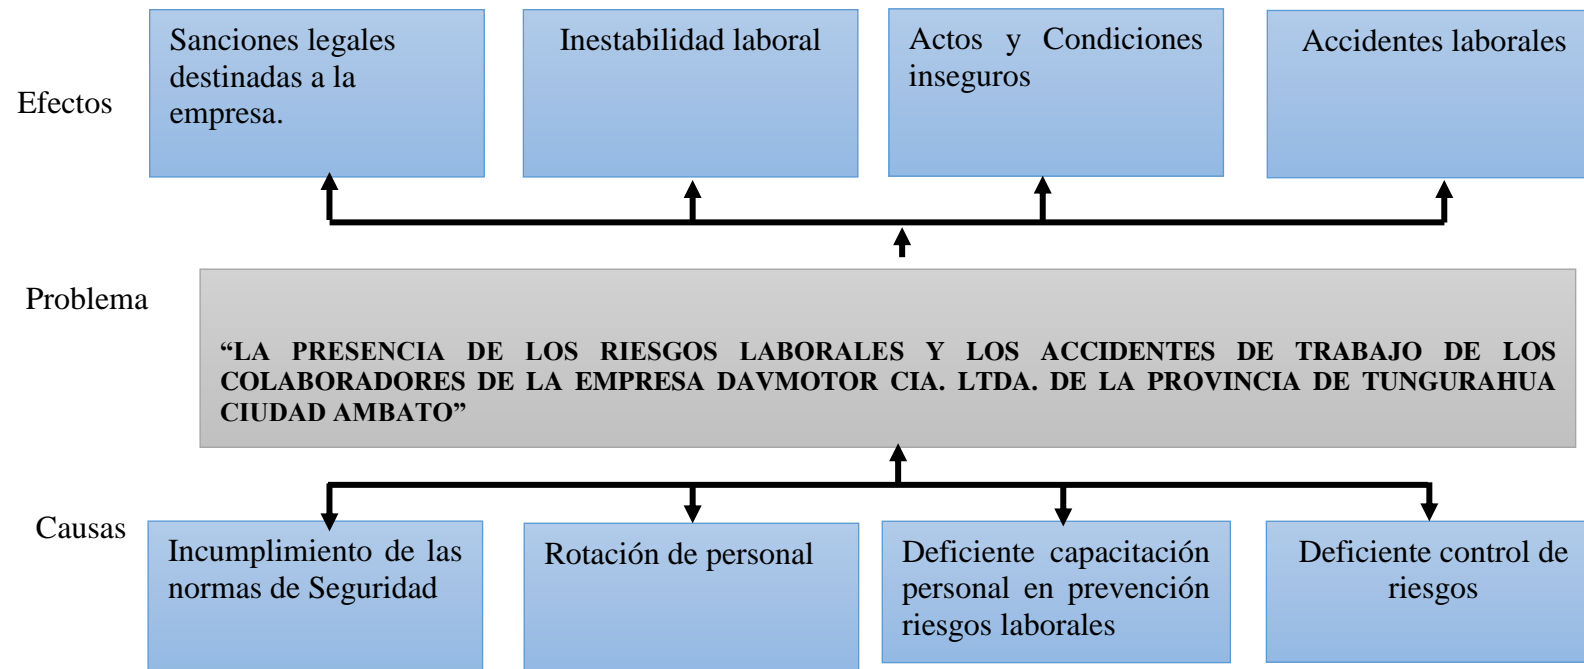 Efectos
Sanciones legales
destinadas a la
empresa.
Inestabilidad laboral
Actos y Condiciones
inseguros
Accidentes laborales
Problema
“LA PRESENCIA DE LOS RIESGOS LABORALES Y LOS ACCIDENTES DE TRABAJO DE LOS
COLABORADORES DE LA EMPRESA DAVMOTOR CIA. LTDA. DE LA PROVINCIA DE TUNGURAHUA
CIUDAD AMBATO”
Causas
Incumplimiento de las
normas de Seguridad
Rotación de personal
Deficiente capacitación
personal en prevención
riesgos laborales
Deficiente control de
riesgos